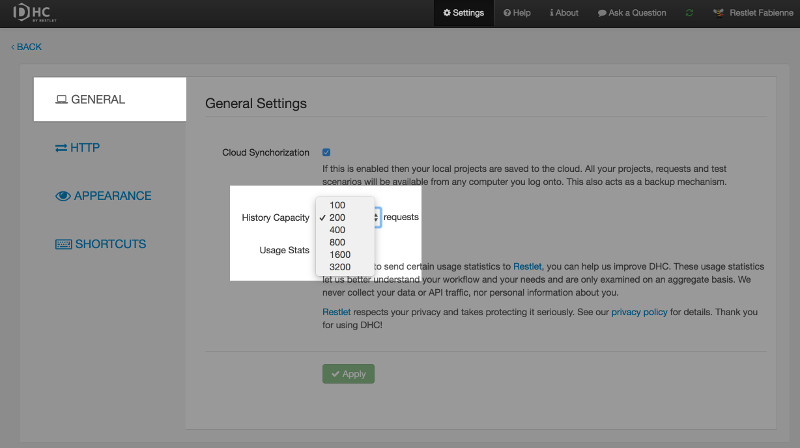 DHC
BY RESTLET
Settings
Help
About
Ask a Question
Restlet Fabienne
‹ BACK
GENERAL
HTTP
APPEARANCE
SHORTCUTS
General Settings
Cloud Synchorization
If this is enabled then your local projects are saved to the cloud. All your projects, requests and test
scenarios will be available from any computer you log onto. This also acts as a backup mechanism.
History Capacity
100
✓ 200
400
800
1600
3200
requests
Usage Stats
to send certain usage statistics to Restlet, you can help us improve DHC. These usage statistics
let us better understand your workflow and your needs and are only examined on an aggregate basis. We
never collect your data or API traffic, nor personal information about you.
Restlet respects your privacy and takes protecting it seriously. See our privacy policy for details. Thank you
for using DHC!
✓ Apply